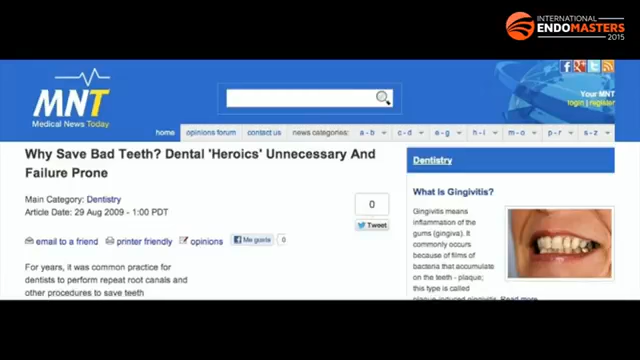 INTERNATIONAL
ENDOMASTERS
2015
MNT
Medical News Today
Your MNT
login | register
home opinions forum contact us news categories: a - b c - d e - g h - l m - o p - r s - z
Why Save Bad Teeth? Dental 'Heroics' Unnecessary And
Failure Prone
Main Category: Dentistry
Article Date: 29 Aug 2009 - 1:00 PDT
0
Tweet
email to a friend printer friendly opinions Me gusta 0
For years, it was common practice for
dentists to perform repeat root canals and
other procedures to save teeth
Dentistry
What Is Gingivitis?
Gingivitis means
inflammation of the
gums (gingiva). It
commonly occurs
because of films of
bacteria that accumulate
on the teeth - plaque;
this type is called
plaque-induced gingivitis. Read more